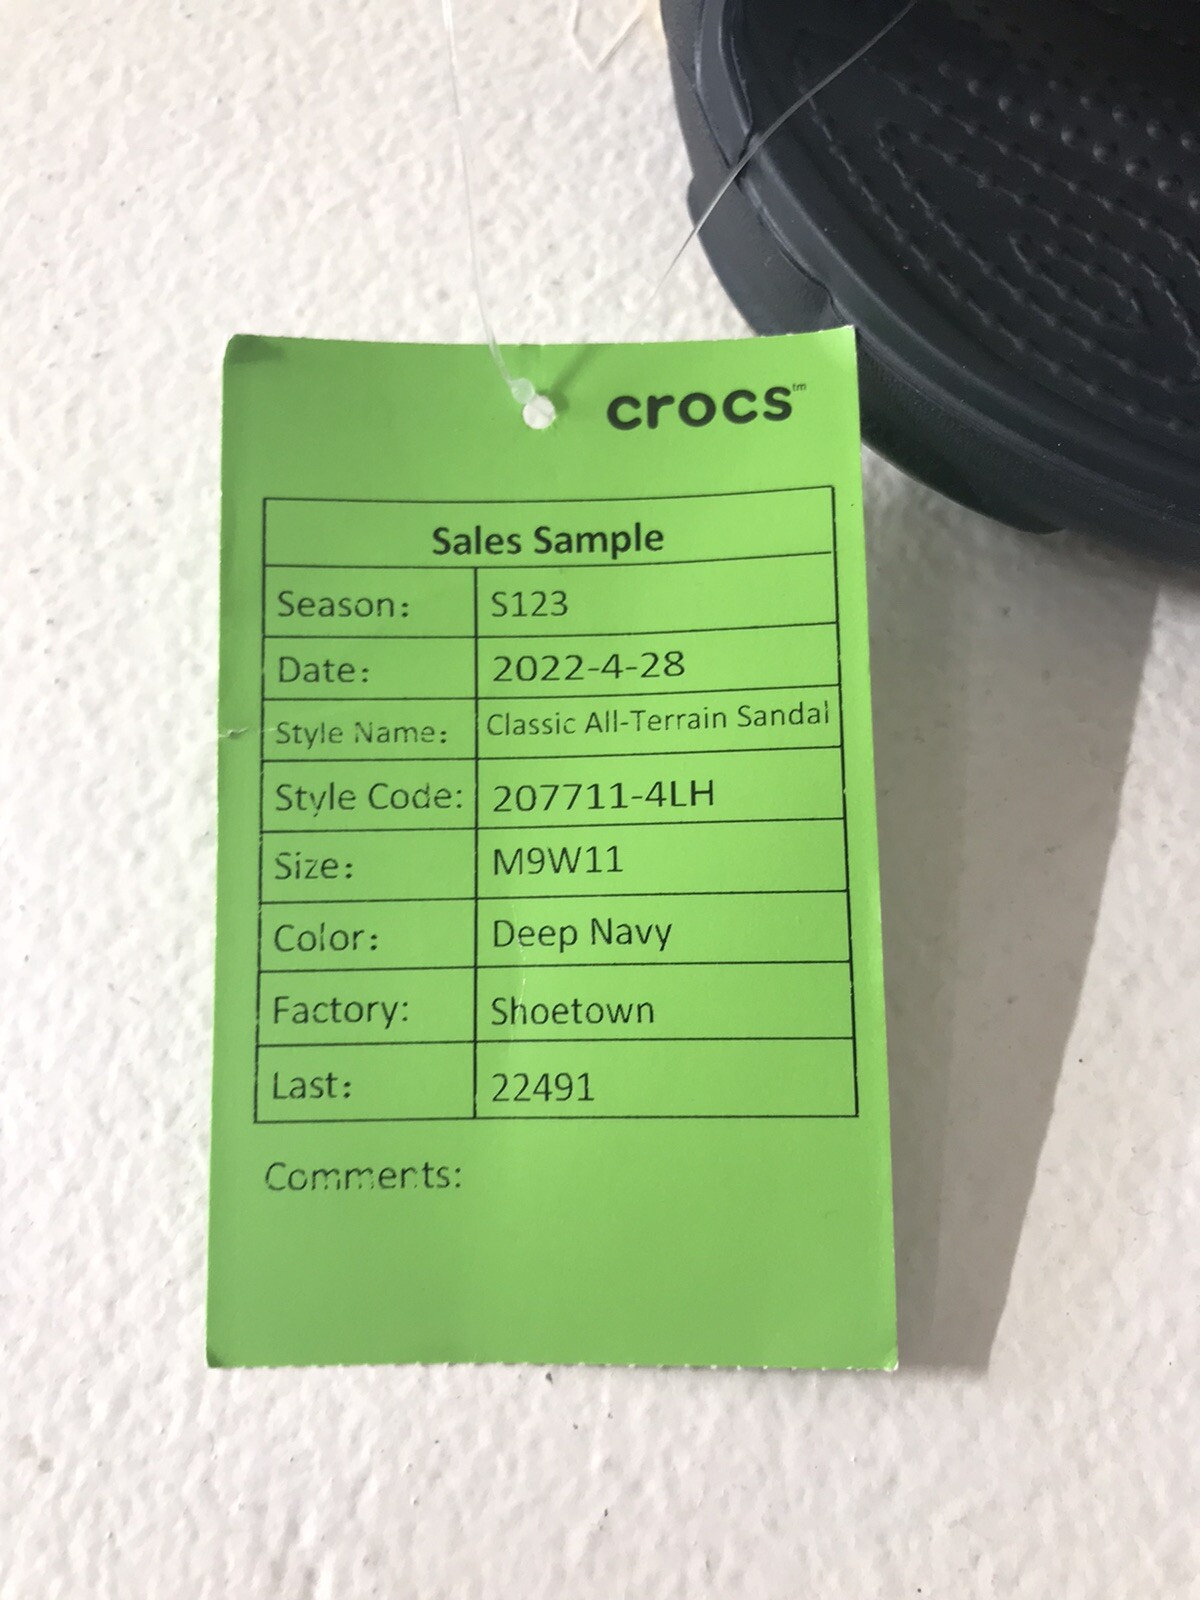 crocs™
Sales Sample
Season: S123
Date: 2022-4-28
Style Name: Classic All-Terrain Sandal
Style Code: 207711-4LH
Size: M9W11
Color: Deep Navy
Factory: Shoetown
Last: 22491
Comments: